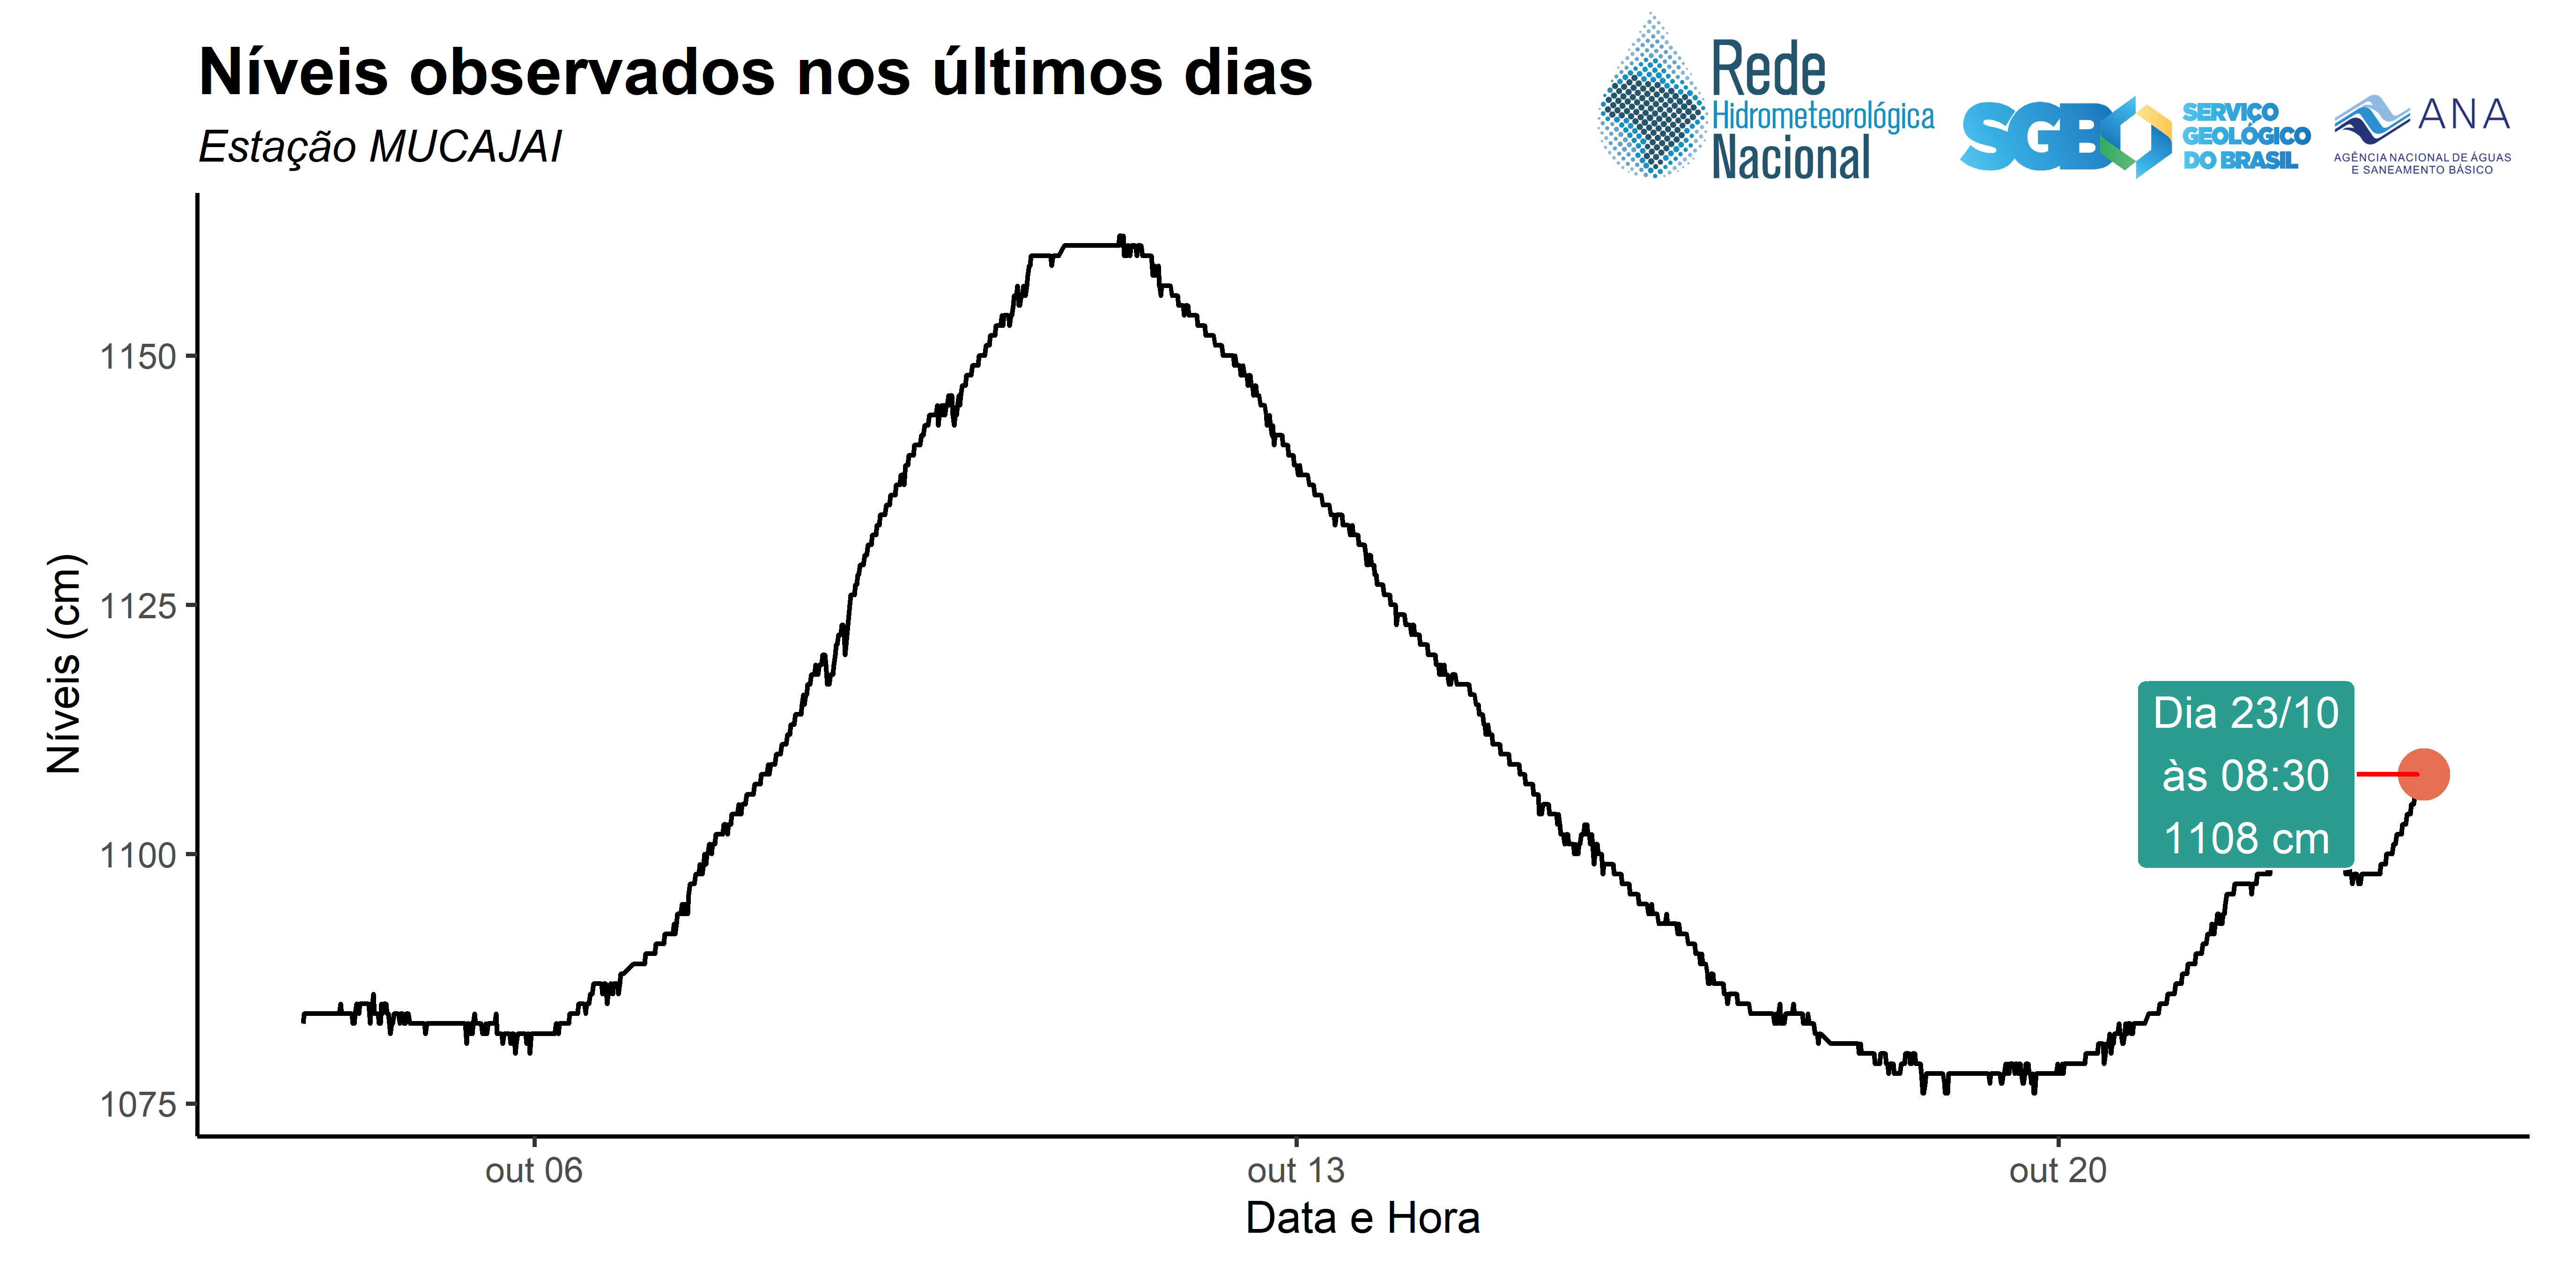 Níveis observados nos últimos dias
Estação MUCAJAI
Rede
Hidrometeorológica
Nacional
SGB
SERVIÇO
GEOLÓGICO
DO BRASIL
ANA
AGÊNCIA NACIONAL DE ÁGUAS
E SANEAMENTO BÁSICO
Níveis (cm)
1150
1125
1100
1075
Dia 23/10
às 08:30
1108 cm
out 06
out 13
out 20
Data e Hora